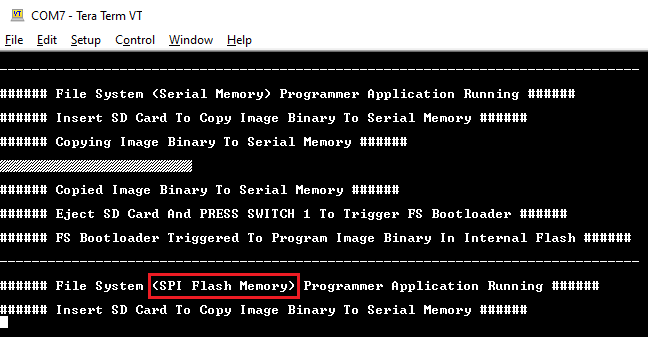 COM7 - Tera Term VT
File Edit Setup Control Window Help
###### File System (Serial Memory) Programmer Application Running ######
###### Insert SD Card To Copy Image Binary To Serial Memory ######
###### Copying Image Binary To Serial Memory ######
###### Copied Image Binary To Serial Memory ######
###### Eject SD Card And PRESS SWITCH 1 To Trigger FS Bootloader ######
###### FS Bootloader Triggered To Program Image Binary In Internal Flash ######
###### File System (SPI Flash Memory) Programmer Application Running ######
###### Insert SD Card To Copy Image Binary To Serial Memory ######